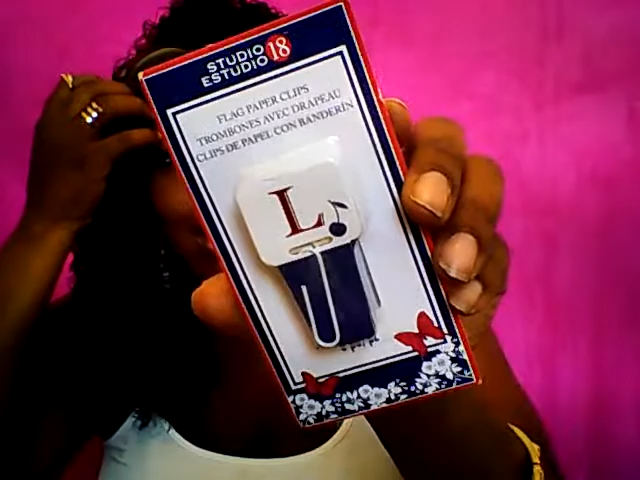 STUDIO
ESTUDIO 18
FLAG PAPER CLIPS
TROMBONES AVEC DRAPEAU
CLIPS DE PAPEL CON BANDERÍN
L